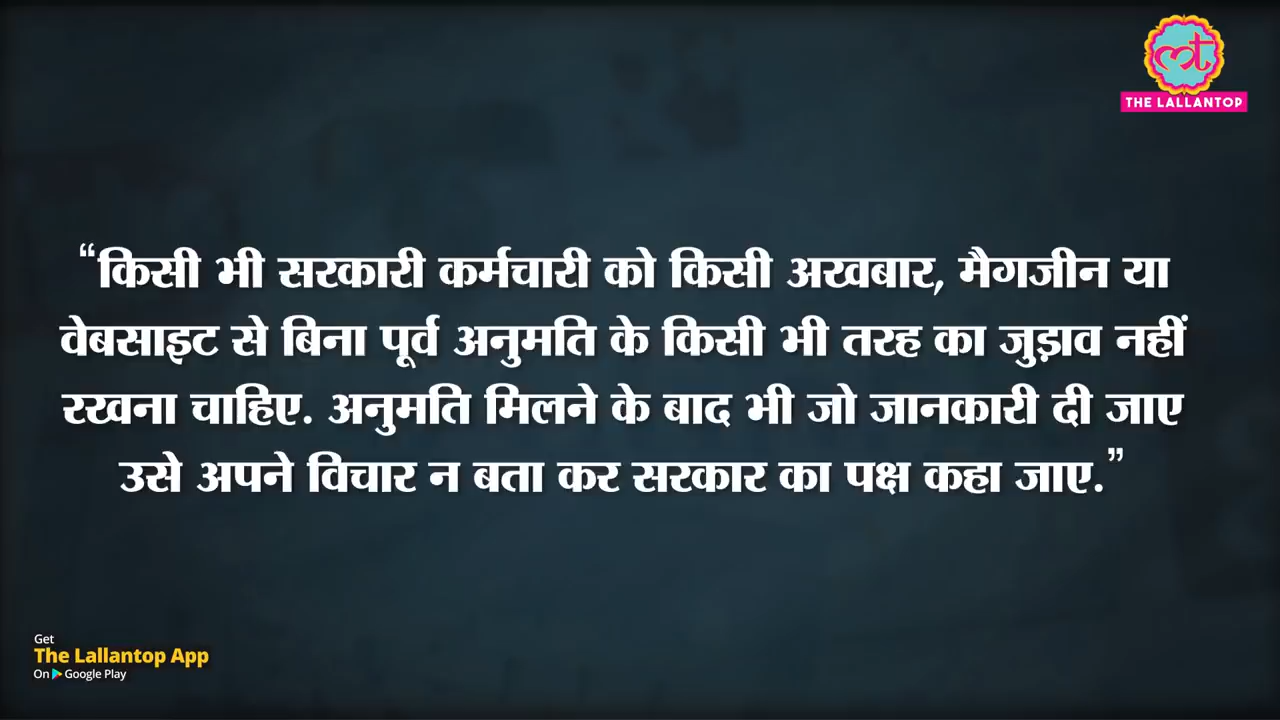 मt
THE LALLANTOP
“किसी भी सरकारी कर्मचारी को किसी अखबार, मैगजीन या
वेबसाइट से बिना पूर्व अनुमति के किसी भी तरह का जुड़ाव नहीं
रखना चाहिए. अनुमति मिलने के बाद भी जो जानकारी दी जाए
उसे अपने विचार न बता कर सरकार का पक्ष कहा जाए.”
Get
The Lallantop App
On Google Play